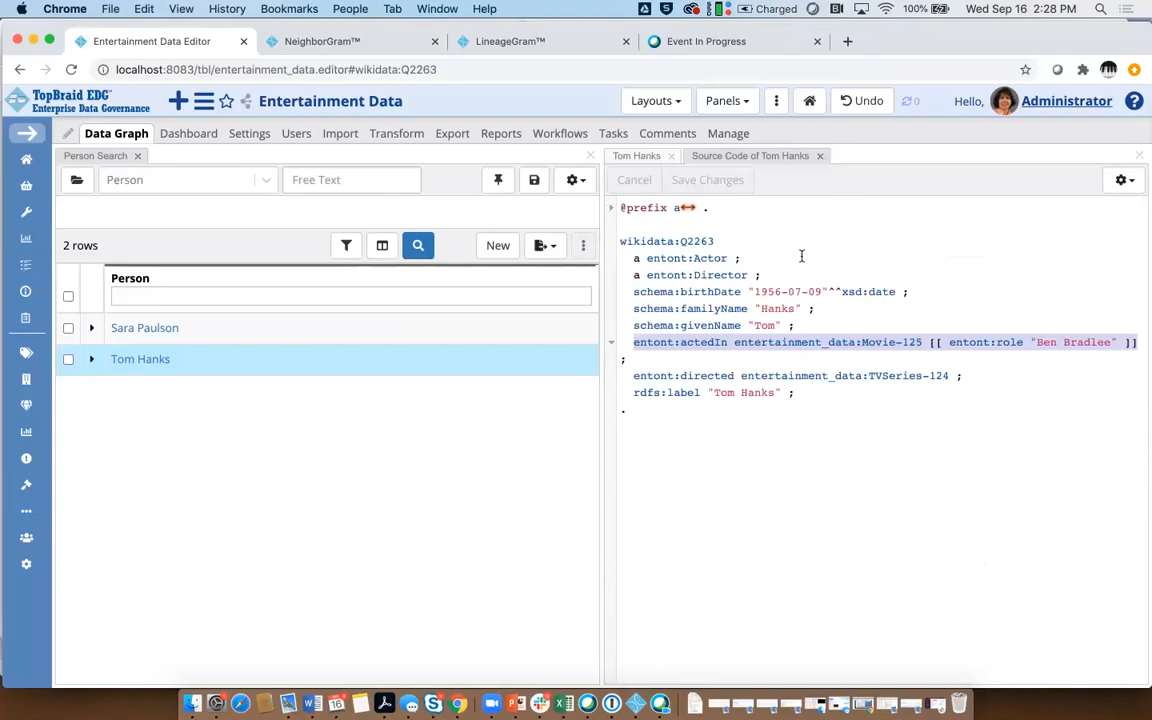 Chrome File Edit View History Bookmarks People Tab Window Help Charged 100% Wed Sep 16 2:28 PM
Entertainment Data Editor NeighborGram™ LineageGram™ Event In Progress
localhost:8083/tbl/entertainment_data.editor#wikidata:Q2263
TopBraid EDG™
Enterprise Data Governance
Entertainment Data Layouts Panels Undo 0 Hello, Administrator
Data Graph Dashboard Settings Users Import Transform Export Reports Workflows Tasks Comments Manage
Person Search Tom Hanks Source Code of Tom Hanks
Person Free Text Cancel Save Changes
@prefix a .
2 rows New
wikidata:Q2263
a entont:Actor ;
Person
a entont:Director ;
schema:birthDate "1956-07-09"^^xsd:date ;
schema:familyName "Hanks" ;
Sara Paulson
schema:givenName "Tom" ;
entont:actedIn entertainment_data:Movie-125 [[ entont:role "Ben Bradlee" ]]
Tom Hanks
;
entont:directed entertainment_data:TVSeries-124 ;
rdfs:label "Tom Hanks" ;
.